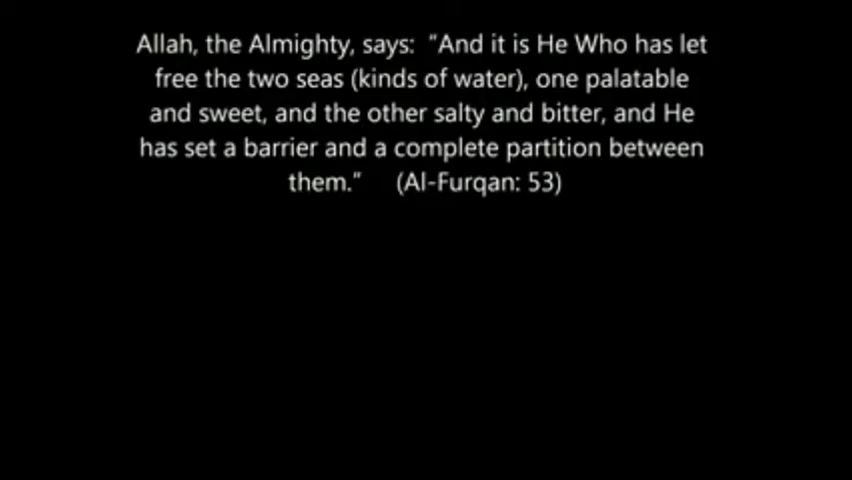 Allah, the Almighty, says:  “And it is He Who has let
free the two seas (kinds of water), one palatable
and sweet, and the other salty and bitter, and He
has set a barrier and a complete partition between
them.”     (Al-Furqan: 53)